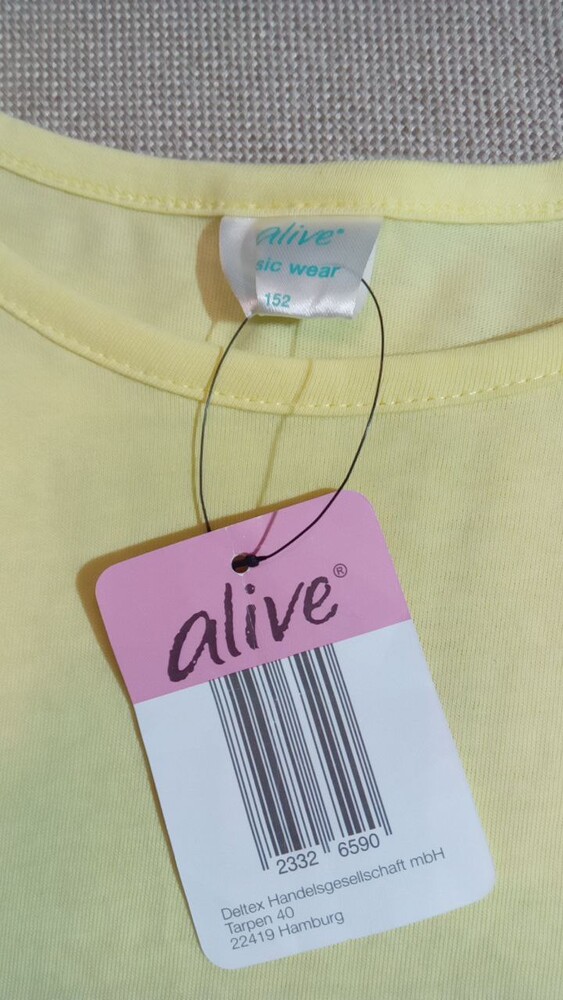 alive®
sic wear
152
alive®
2332 6590
Deltex Handelsgesellschaft mbH
Tarpen 40
22419 Hamburg